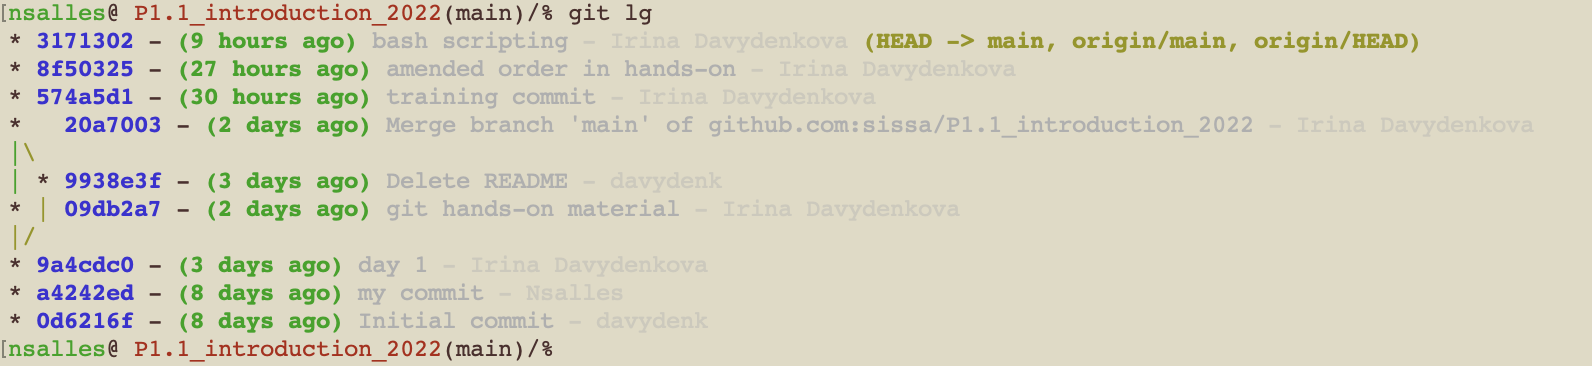 [nsalles@ P1.1_introduction_2022(main)/% git lg
* 3171302 - (9 hours ago) bash scripting - Irina Davydenkova (HEAD -> main, origin/main, origin/HEAD)
* 8f50325 - (27 hours ago) amended order in hands-on - Irina Davydenkova
* 574a5d1 - (30 hours ago) training commit - Irina Davydenkova
*   20a7003 - (2 days ago) Merge branch 'main' of github.com:sissa/P1.1_introduction_2022 - Irina Davydenkova
|\
| * 9938e3f - (3 days ago) Delete README - davydenk
* | 09db2a7 - (2 days ago) git hands-on material - Irina Davydenkova
|/
* 9a4cdc0 - (3 days ago) day 1 - Irina Davydenkova
* a4242ed - (8 days ago) my commit - Nsalles
* 0d6216f - (8 days ago) Initial commit - davydenk
[nsalles@ P1.1_introduction_2022(main)/%